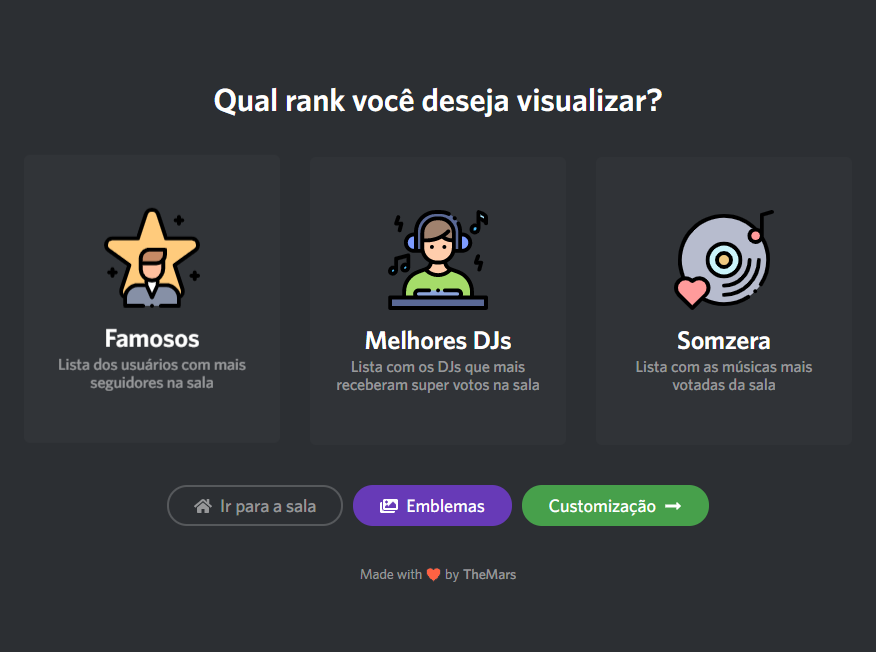 Qual rank você deseja visualizar?
Famosos
Lista dos usuários com mais
seguidores na sala
Melhores DJs
Lista com os DJs que mais
receberam super votos na sala
Somzera
Lista com as músicas mais
votadas da sala
Ir para a sala
Emblemas
Customização
Made with ❤️ by TheMars